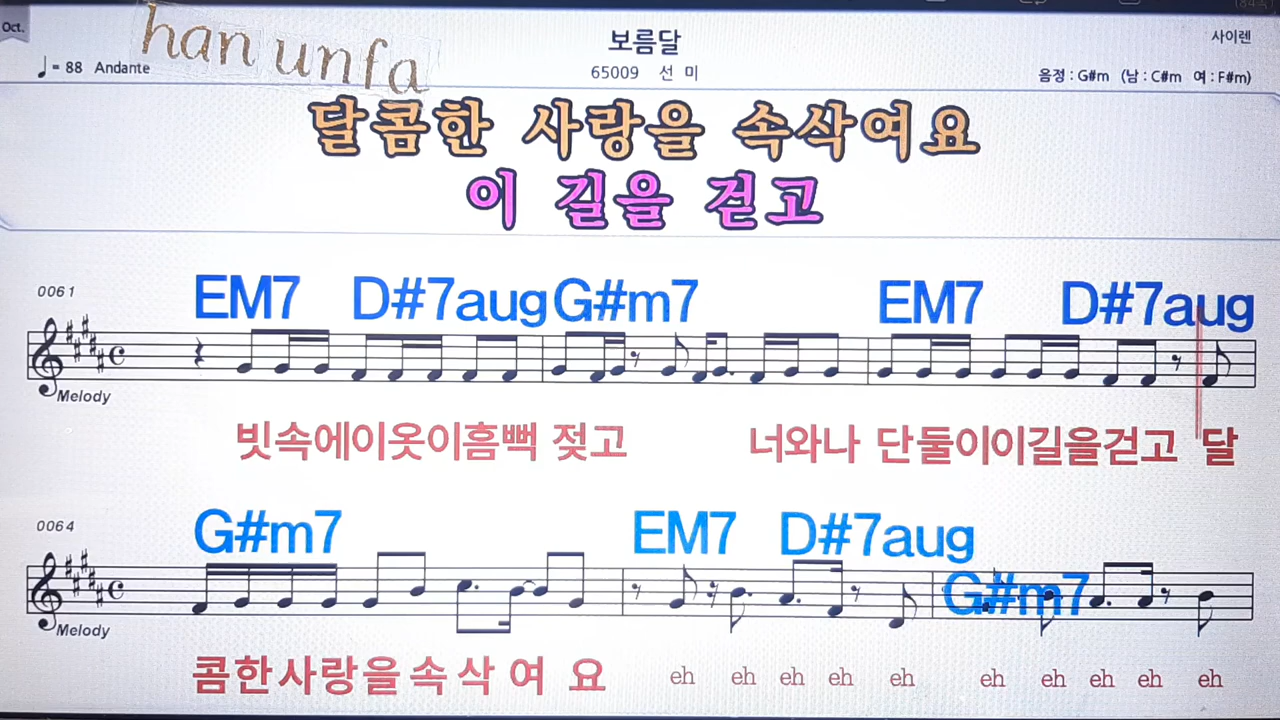 Oct.
han unfa
보름달
사이렌
♩= 88 Andante
65009 선 미
음정 : G#m (남 : C#m 여 : F#m)
달콤한 사랑을 속삭여요
이 길을 걷고
0061
EM7 D#7aug G#m7 EM7 D#7aug
Melody
빗속에이옷이흠뻑 젖고 너와나 단둘이이길을걷고 달
0064
G#m7 EM7 D#7aug G#m7
Melody
콤한사랑을속삭여요 eh eh eh eh eh eh eh eh eh eh